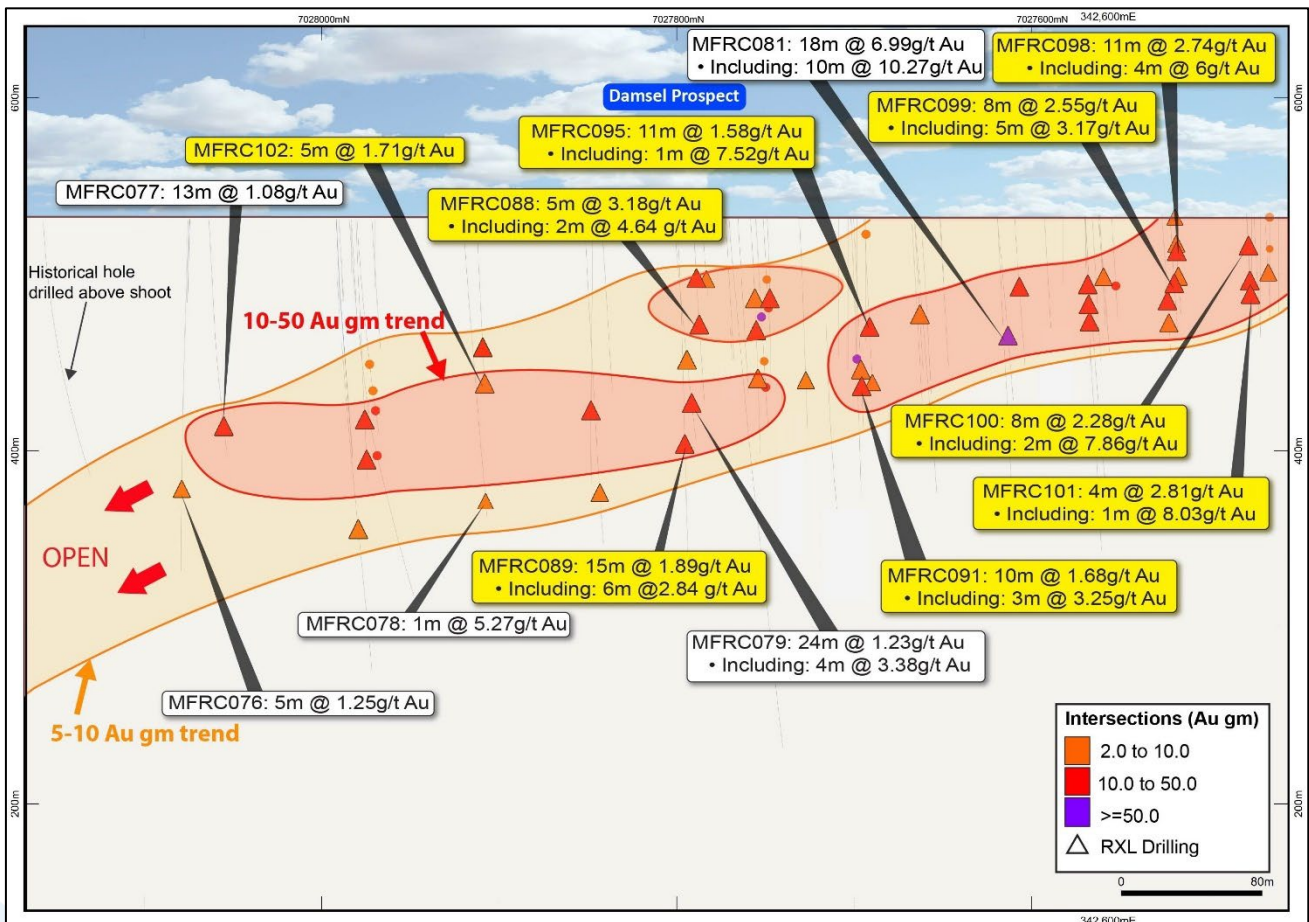 7028000mN
7027800mN
7027600mN
342,600mE
600m
600m
MFRC081: 18m @ 6.99g/t Au
• Including: 10m @ 10.27g/t Au
MFRC098: 11m @ 2.74g/t Au
• Including: 4m @ 6g/t Au
Damsel Prospect
MFRC099: 8m @ 2.55g/t Au
• Including: 5m @ 3.17g/t Au
MFRC095: 11m @ 1.58g/t Au
• Including: 1m @ 7.52g/t Au
MFRC102: 5m @ 1.71g/t Au
MFRC077: 13m @ 1.08g/t Au
MFRC088: 5m @ 3.18g/t Au
• Including: 2m @ 4.64 g/t Au
Historical hole
drilled above shoot
10-50 Au gm trend
400m
400m
MFRC100: 8m @ 2.28g/t Au
• Including: 2m @ 7.86g/t Au
MFRC101: 4m @ 2.81g/t Au
• Including: 1m @ 8.03g/t Au
OPEN
MFRC089: 15m @ 1.89g/t Au
• Including: 6m @2.84 g/t Au
MFRC091: 10m @ 1.68g/t Au
• Including: 3m @ 3.25g/t Au
MFRC078: 1m @ 5.27g/t Au
MFRC079: 24m @ 1.23g/t Au
• Including: 4m @ 3.38g/t Au
MFRC076: 5m @ 1.25g/t Au
5-10 Au gm trend
Intersections (Au gm)
2.0 to 10.0
10.0 to 50.0
>=50.0
RXL Drilling
0 80m
200m
200m
342,600mE